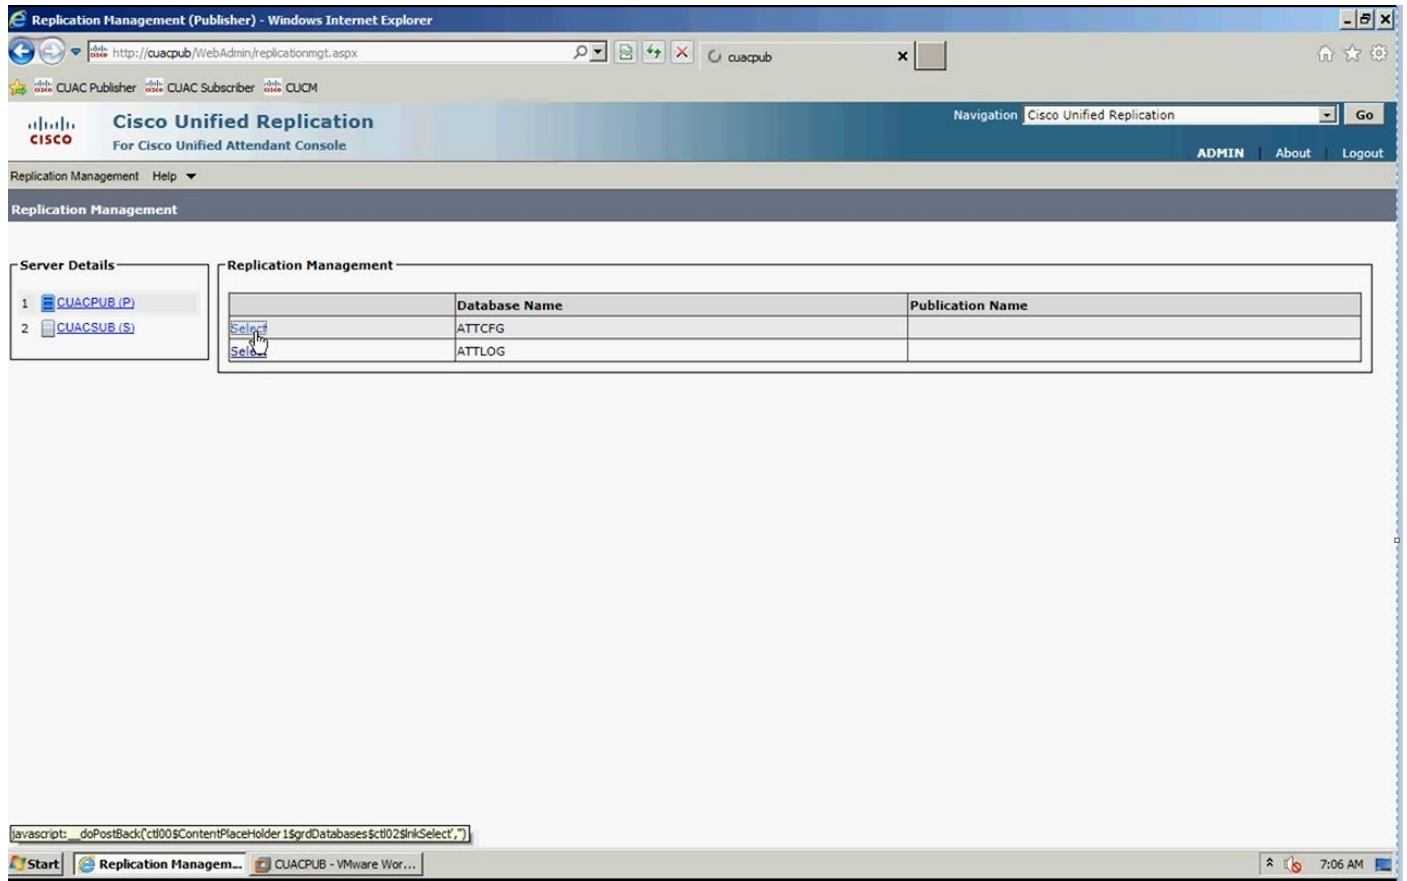 Replication Management (Publisher) - Windows Internet Explorer
http://cuacpub/WebAdmin/replicationmgt.aspx
cuacpub
CUAC Publisher CUAC Subscriber CUCM
Cisco Unified Replication
For Cisco Unified Attendant Console
CISCO
Navigation Cisco Unified Replication Go
ADMIN About Logout
Replication Management Help
Replication Management
Server Details
1 CUACPUB (P)
2 CUACSUB (S)
Replication Management
Database Name Publication Name
Select ATTCFG
Select ATTLOG
javascript:__doPostBack('ctl00$ContentPlaceHolder1$grdDatabases$ctl02$lnkSelect','')
Start Replication Managem... CUACPUB - VMware Wor... 7:06 AM